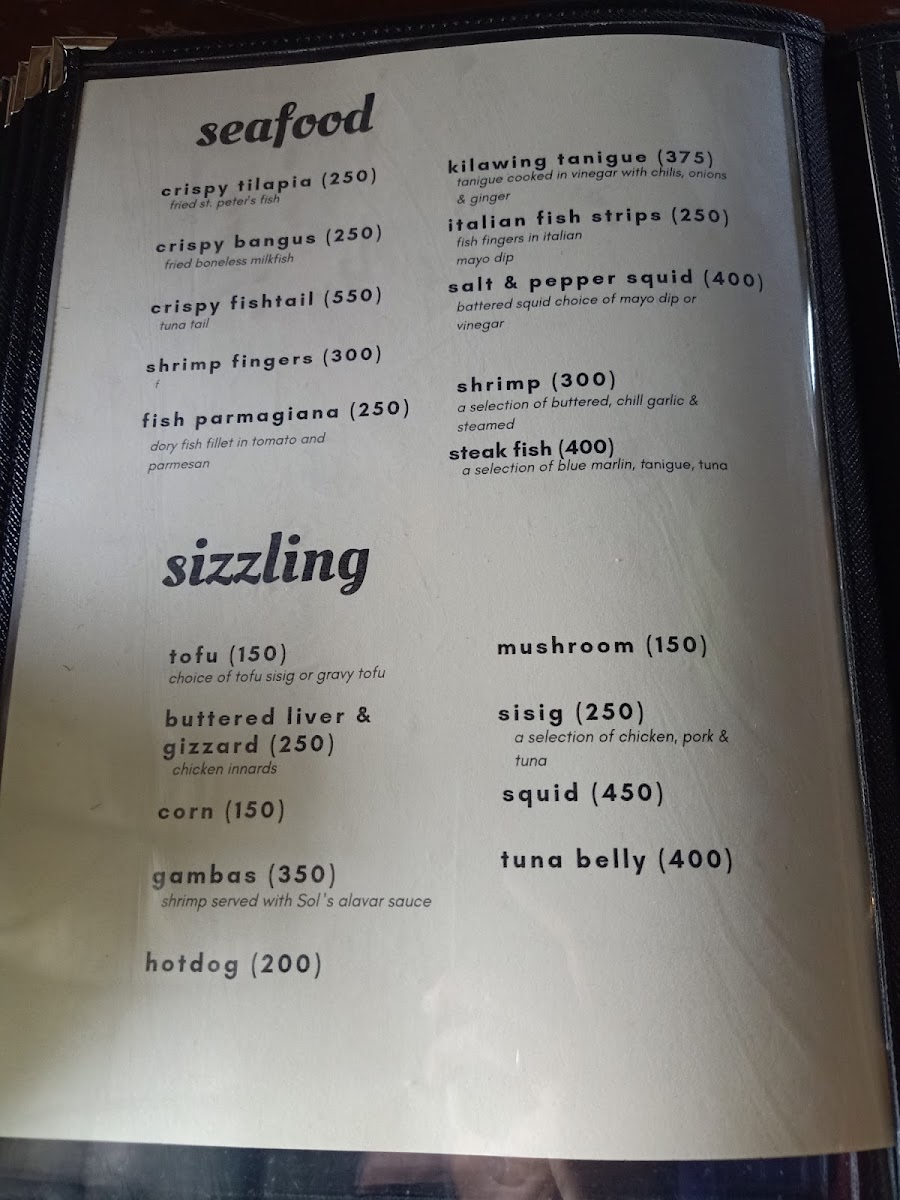 seafood
crispy tilapia (250)
fried st. peter's fish
crispy bangus (250)
fried boneless milkfish
crispy fishtail (550)
tuna tail
shrimp fingers (300)
f
fish parmagiana (250)
dory fish fillet in tomato and
parmesan
kilawing tanigue (375)
tanigue cooked in vinegar with chilis, onions
& ginger
italian fish strips (250)
fish fingers in italian
mayo dip
salt & pepper squid (400)
battered squid choice of mayo dip or
vinegar
shrimp (300)
a selection of buttered, chill garlic &
steamed
steak fish (400)
a selection of blue marlin, tanigue, tuna
sizzling
tofu (150)
choice of tofu sisig or gravy tofu
buttered liver &
gizzard (250)
chicken innards
corn (150)
gambas (350)
shrimp served with Sol's alavar sauce
hotdog (200)
mushroom (150)
sisig (250)
a selection of chicken, pork &
tuna
squid (450)
tuna belly (400)